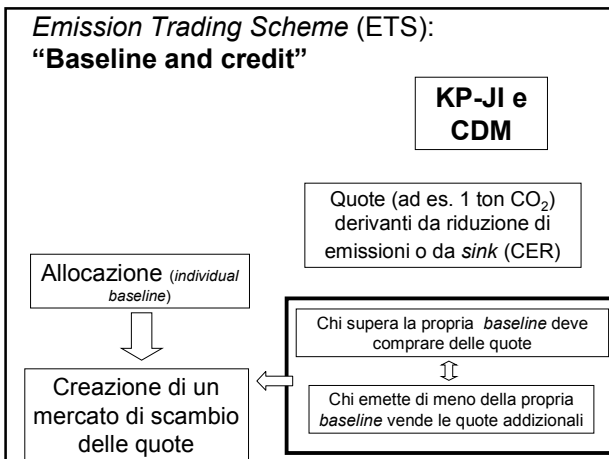 Emission Trading Scheme (ETS):
“Baseline and credit”
KP-JI e
CDM
Quote (ad es. 1 ton CO₂)
derivanti da riduzione di
emissioni o da sink (CER)
Allocazione (individual
baseline)
Chi supera la propria baseline deve
comprare delle quote
Chi emette di meno della propria
baseline vende le quote addizionali
Creazione di un
mercato di scambio
delle quote